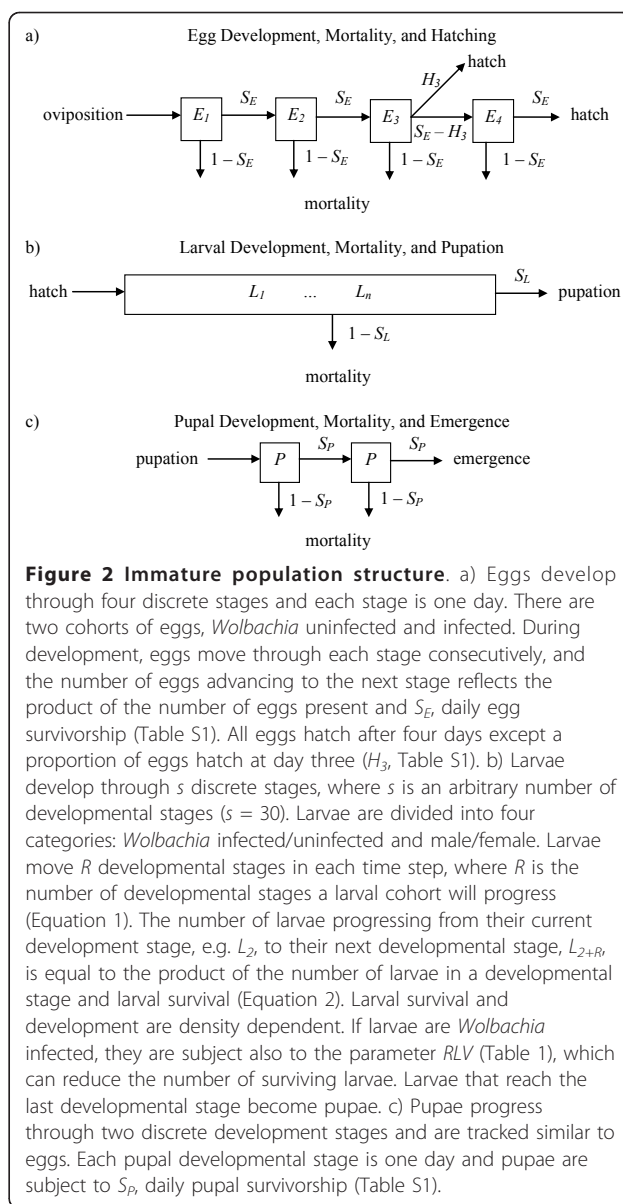 a) Egg Development, Mortality, and Hatching
hatch
H3
oviposition E1 SE E2 SE E3 SE – H3 E4 SE hatch
1 – SE 1 – SE 1 – SE 1 – SE
mortality
b) Larval Development, Mortality, and Pupation
hatch L1 ... Ln SL pupation
1 – SL
mortality
c) Pupal Development, Mortality, and Emergence
pupation P SP P SP emergence
1 – SP 1 – SP
mortality
Figure 2 Immature population structure. a) Eggs develop
through four discrete stages and each stage is one day. There are
two cohorts of eggs, Wolbachia uninfected and infected. During
development, eggs move through each stage consecutively, and
the number of eggs advancing to the next stage reflects the
product of the number of eggs present and SE, daily egg
survivorship (Table S1). All eggs hatch after four days except a
proportion of eggs hatch at day three (H3, Table S1). b) Larvae
develop through s discrete stages, where s is an arbitrary number of
developmental stages (s = 30). Larvae are divided into four
categories: Wolbachia infected/uninfected and male/female. Larvae
move R developmental stages in each time step, where R is the
number of developmental stages a larval cohort will progress
(Equation 1). The number of larvae progressing from their current
development stage, e.g. L2, to their next developmental stage, L2+R,
is equal to the product of the number of larvae in a developmental
stage and larval survival (Equation 2). Larval survival and
development are density dependent. If larvae are Wolbachia
infected, they are subject also to the parameter RLV (Table 1), which
can reduce the number of surviving larvae. Larvae that reach the
last developmental stage become pupae. c) Pupae progress
through two discrete development stages and are tracked similar to
eggs. Each pupal developmental stage is one day and pupae are
subject to SP, daily pupal survivorship (Table S1).